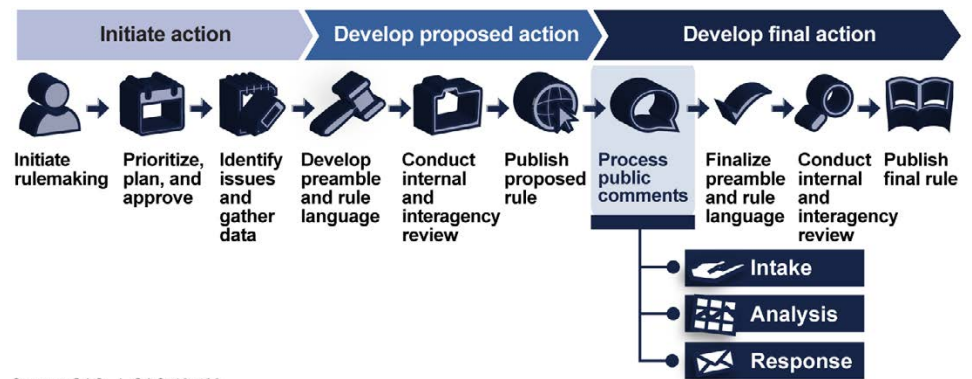 Initiate action
Develop proposed action
Develop final action
Initiate
rulemaking
Prioritize,
plan, and
approve
Identify
issues
and
gather
data
Develop
preamble
and rule
language
Conduct
internal
and
interagency
review
Publish
proposed
rule
Process
public
comments
Finalize
preamble
and rule
language
Conduct
internal
and
interagency
review
Publish
final rule
Intake
Analysis
Response